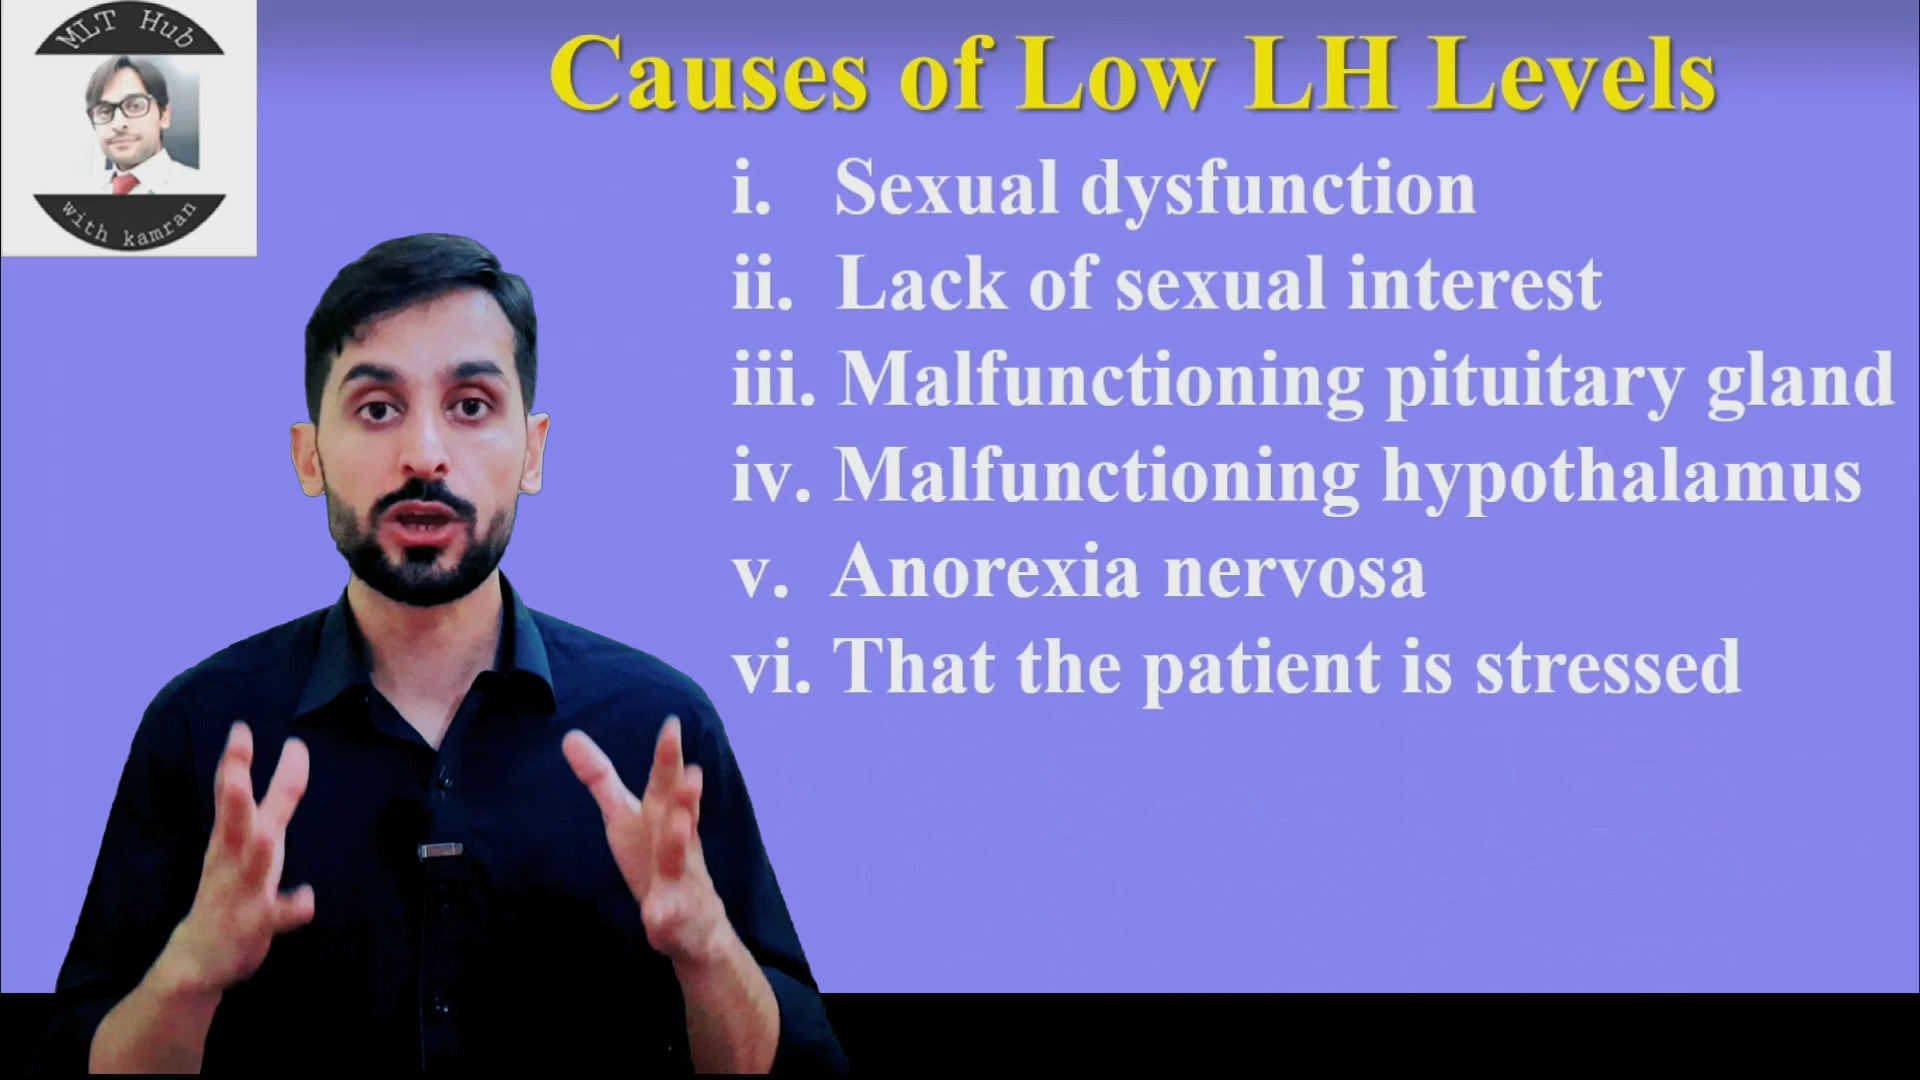 MLT Hub
with kamran
Causes of Low LH Levels
i. Sexual dysfunction
ii. Lack of sexual interest
iii. Malfunctioning pituitary gland
iv. Malfunctioning hypothalamus
v. Anorexia nervosa
vi. That the patient is stressed